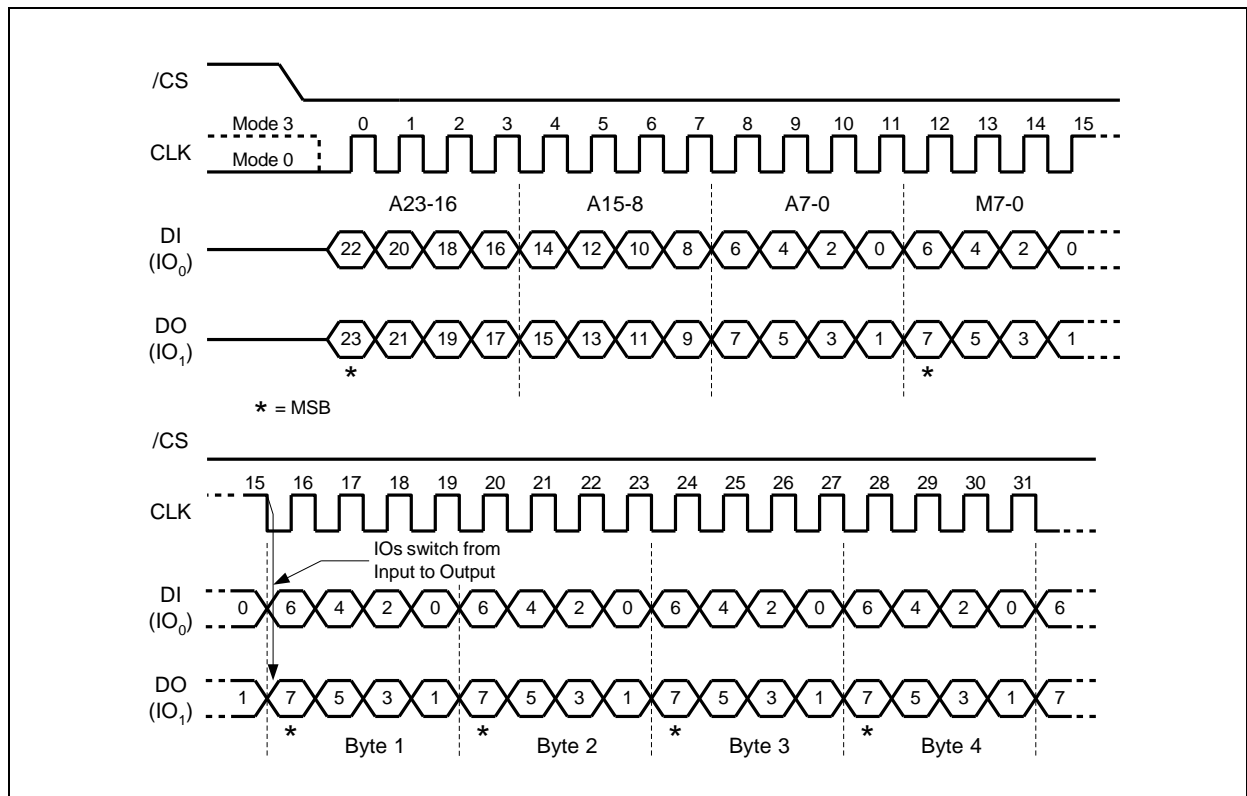 /CS
Mode 3 0 1 2 3 4 5 6 7 8 9 10 11 12 13 14 15
CLK
Mode 0
A23-16 A15-8 A7-0 M7-0
DI
(IO0) 22 20 18 16 14 12 10 8 6 4 2 0 6 4 2 0
DO
(IO1) 23 21 19 17 15 13 11 9 7 5 3 1 7 5 3 1
* *
* = MSB
/CS
15 16 17 18 19 20 21 22 23 24 25 26 27 28 29 30 31
CLK
IOs switch from
Input to Output
DI
(IO0) 0 6 4 2 0 6 4 2 0 6 4 2 0 6 4 2 0 6
DO
(IO1) 1 7 5 3 1 7 5 3 1 7 5 3 1 7 5 3 1 7
* Byte 1 * Byte 2 * Byte 3 * Byte 4